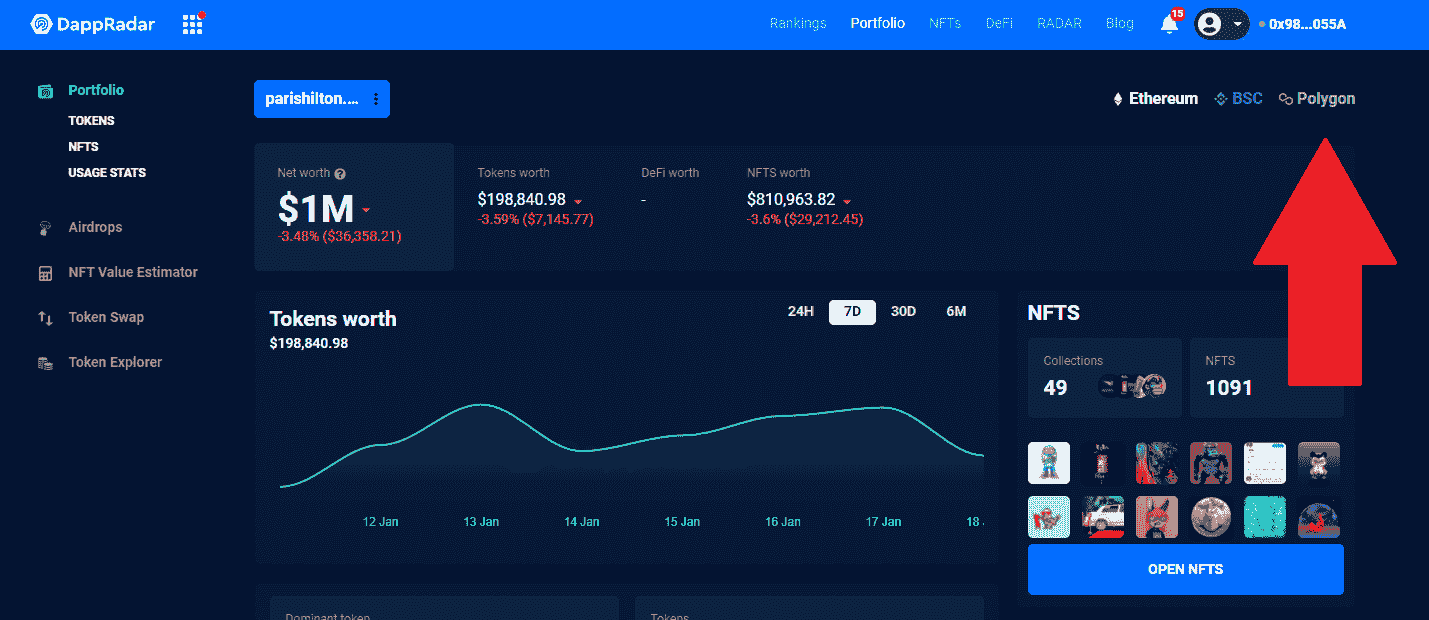 DappRadar
Rankings
Portfolio
NFTs
DeFi
RADAR
Blog
15
0x98...055A
Portfolio
TOKENS
NFTS
USAGE STATS
Airdrops
NFT Value Estimator
Token Swap
Token Explorer
parishilton....
Ethereum
BSC
Polygon
Net worth ?
$1M
-3.48% ($36,358.21)
Tokens worth
$198,840.98
-3.59% ($7,145.77)
DeFi worth
-
NFTS worth
$810,963.82
-3.6% ($29,212.45)
Tokens worth
$198,840.98
24H
7D
30D
6M
12 Jan
13 Jan
14 Jan
15 Jan
16 Jan
17 Jan
18 .
NFTS
Collections
49
NFTS
1091
OPEN NFTS
Dominant token
Tokens